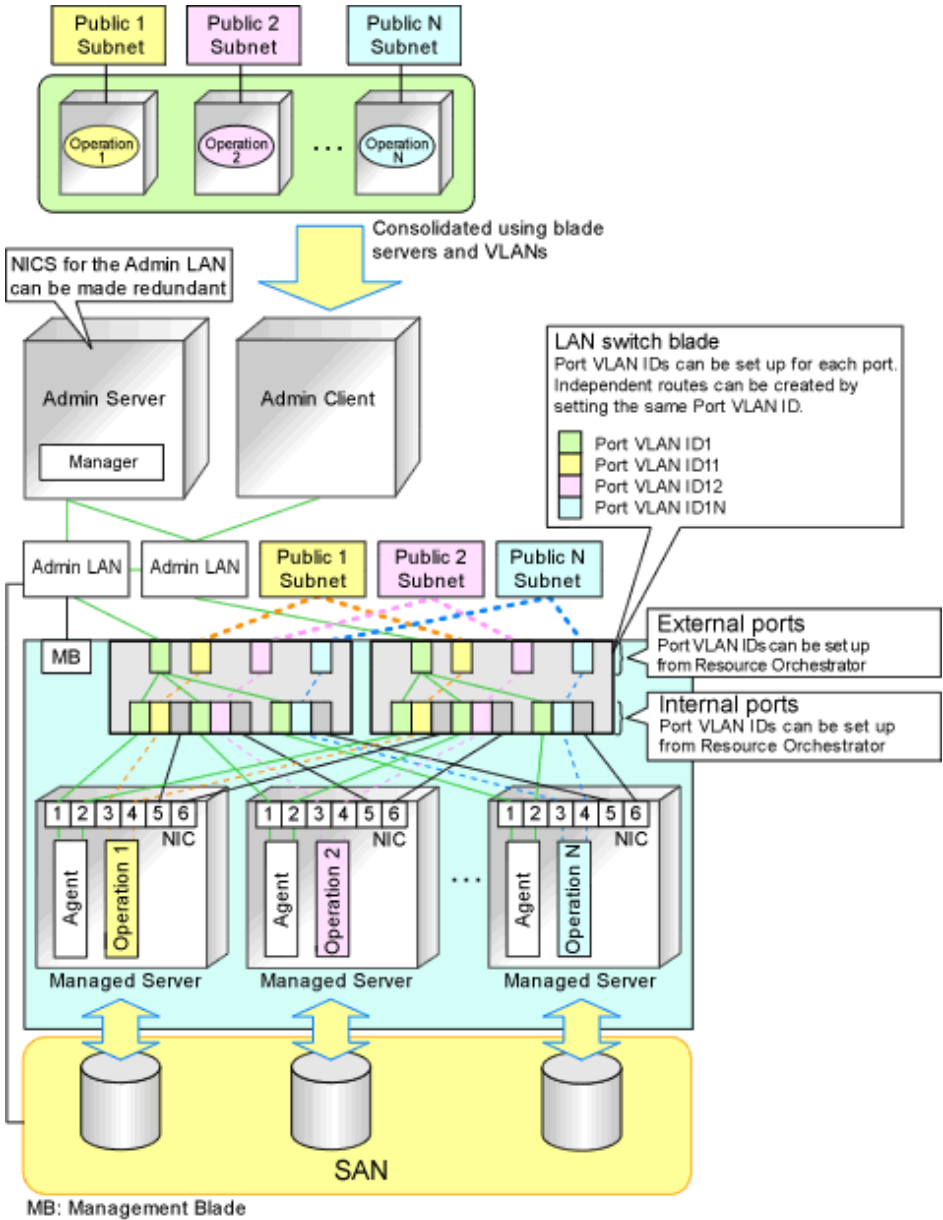 Public 1
Subnet
Public 2
Subnet
Public N
Subnet
Operation
1
Operation
2
...
Operation
N
Consolidated using blade
servers and VLANs
NICS for the Admin LAN
can be made redundant
Admin Server
Manager
Admin Client
LAN switch blade
Port VLAN IDs can be set up for each port.
Independent routes can be created by
setting the same Port VLAN ID.
Port VLAN ID1
Port VLAN ID11
Port VLAN ID12
Port VLAN ID1N
Admin LAN
Admin LAN
Public 1
Subnet
Public 2
Subnet
Public N
Subnet
MB
External ports
Port VLAN IDs can be set up
from Resource Orchestrator
Internal ports
Port VLAN IDs can be set up
from Resource Orchestrator
1 2 3 4 5 6
NIC
Agent
Operation 1
Managed Server
1 2 3 4 5 6
NIC
Agent
Operation 2
Managed Server
...
1 2 3 4 5 6
NIC
Agent
Operation N
Managed Server
SAN
MB: Management Blade